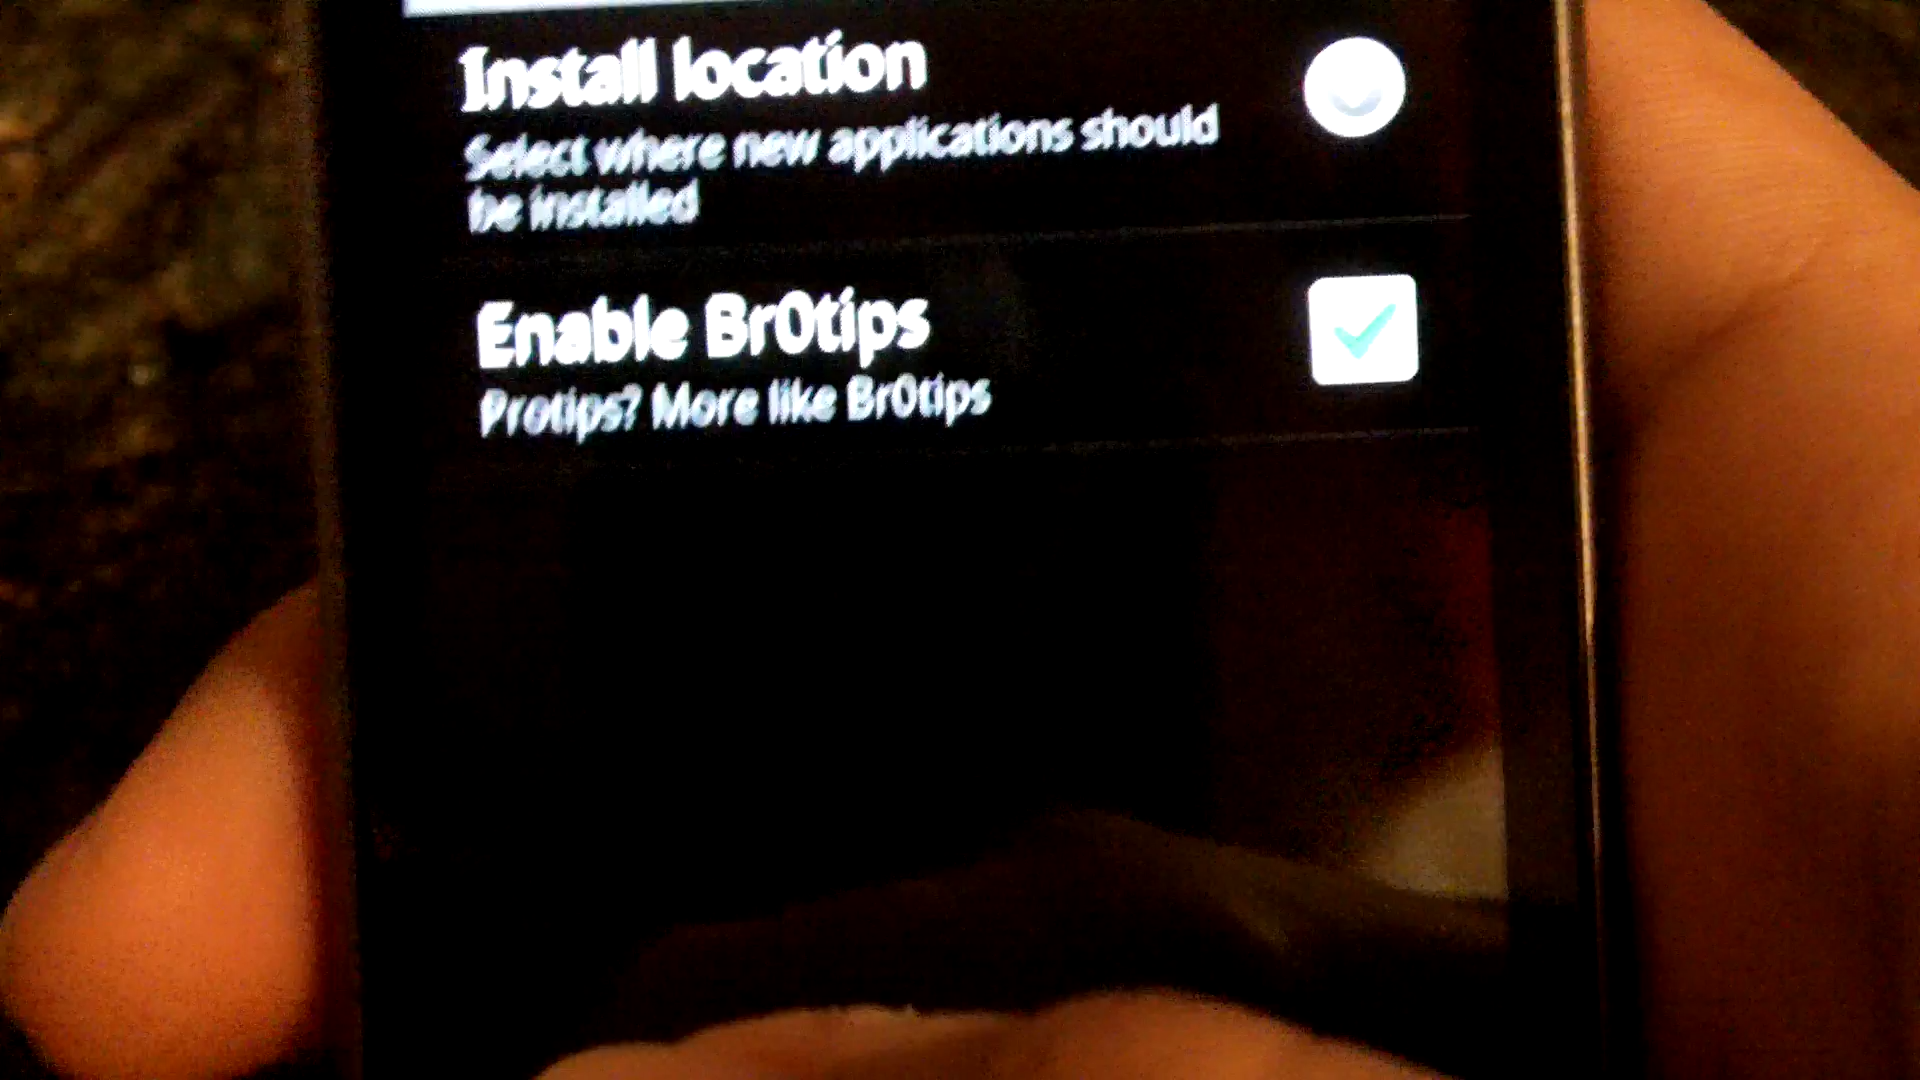 Install location
Select where new applications should
be installed
Enable Br0tips
Protips? More like Br0tips